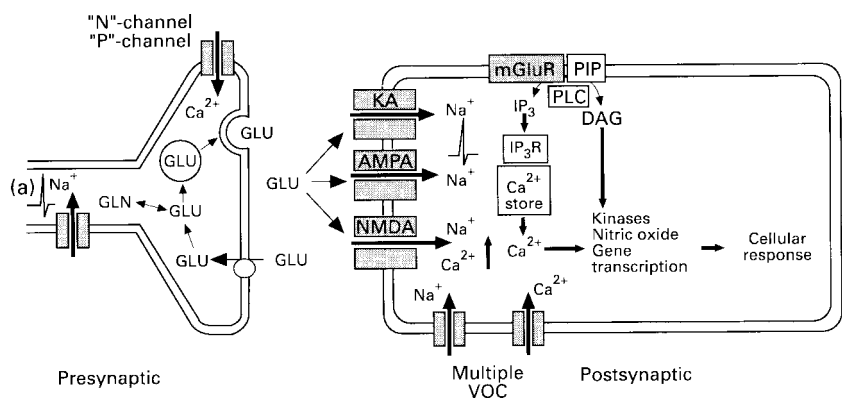 "N"-channel
"P"-channel
Ca²⁺
GLU
GLU
(a)
Na⁺
GLN
GLU
GLU
GLU
GLU
Presynaptic
mGluR
PIP
PLC
IP₃
DAG
KA
Na⁺
IP₃R
AMPA
Na⁺
Ca²⁺
store
NMDA
Na⁺
Ca²⁺
Ca²⁺
Kinases
Nitric oxide
Gene
transcription
Cellular
response
Na⁺
Ca²⁺
Multiple
VOC
Postsynaptic